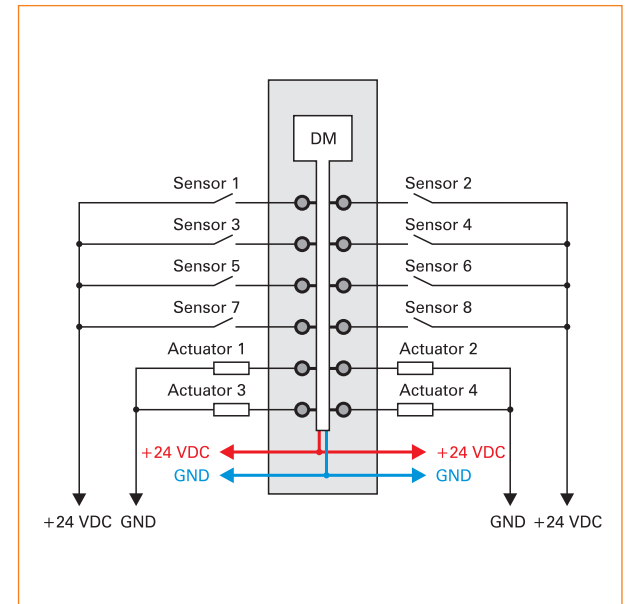 DM
Sensor 1 Sensor 2
Sensor 3 Sensor 4
Sensor 5 Sensor 6
Sensor 7 Sensor 8
Actuator 1 Actuator 2
Actuator 3 Actuator 4
+24 VDC +24 VDC
GND GND
+24 VDC GND GND +24 VDC